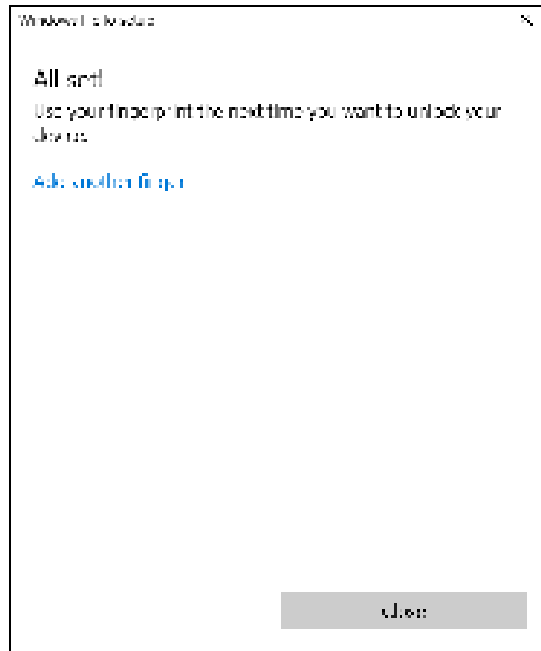 Windows Hello setup
All set!
Use your fingerprint the next time you want to unlock your
device.
Add another finger
Close